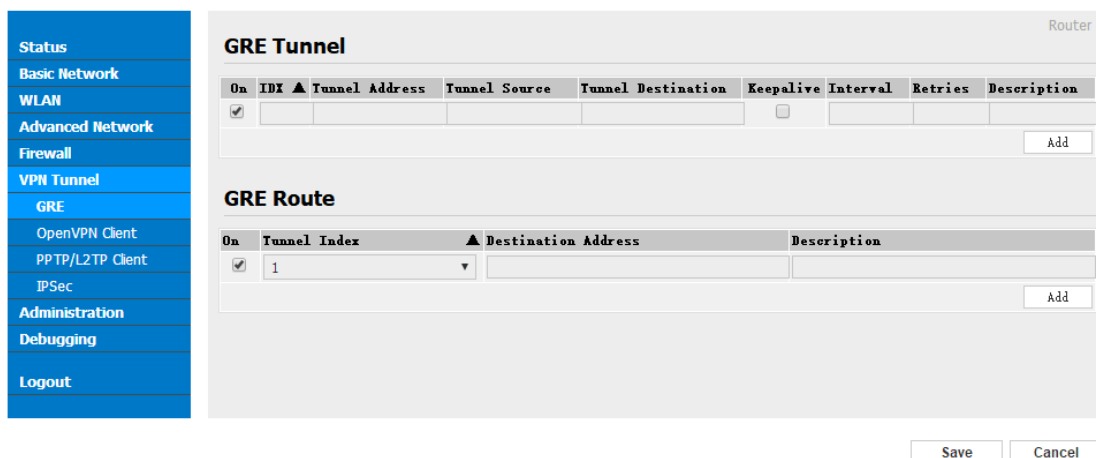 Router
Status
Basic Network
WLAN
Advanced Network
Firewall
VPN Tunnel
GRE
OpenVPN Client
PPTP/L2TP Client
IPSec
Administration
Debugging
Logout
GRE Tunnel
On IDX ▲ Tunnel Address Tunnel Source Tunnel Destination Keepalive Interval Retries Description
Add
GRE Route
On Tunnel Index ▲ Destination Address Description
1
Add
Save Cancel